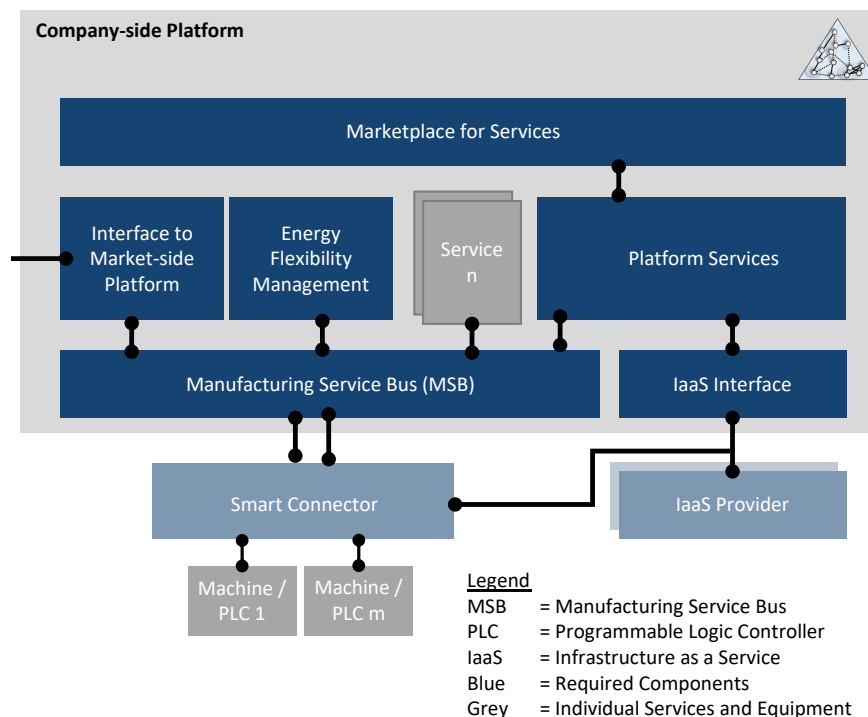 Company-side Platform
Marketplace for Services
Interface to
Market-side
Platform
Energy
Flexibility
Management
Service
n
Platform Services
Manufacturing Service Bus (MSB)
IaaS Interface
Smart Connector
IaaS Provider
Machine /
PLC 1
Machine /
PLC m
Legend
MSB = Manufacturing Service Bus
PLC = Programmable Logic Controller
IaaS = Infrastructure as a Service
Blue = Required Components
Grey = Individual Services and Equipment